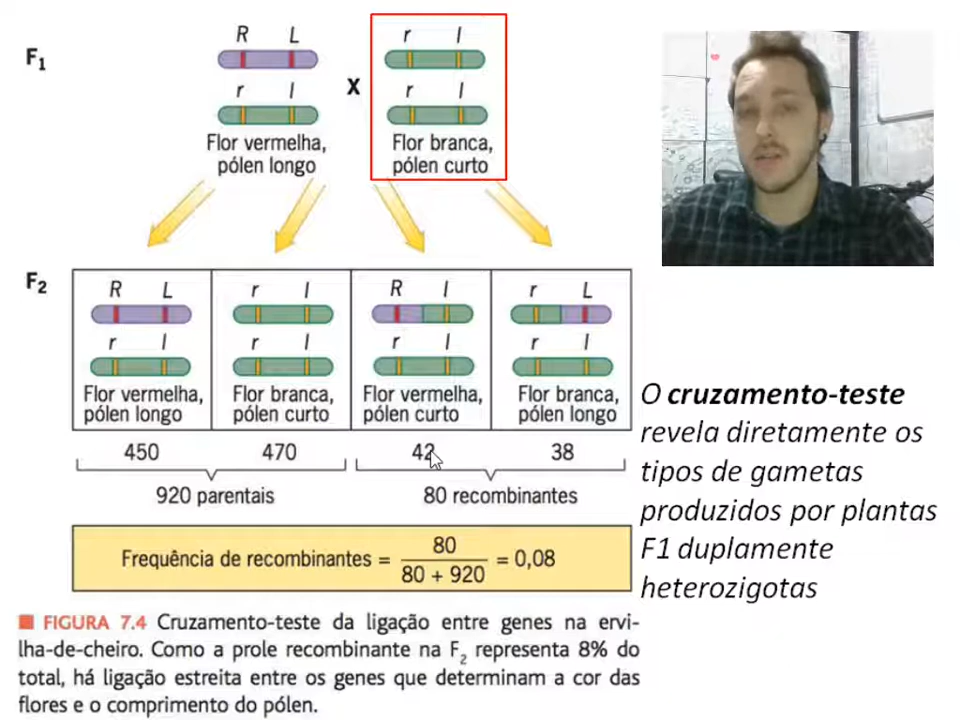 F1
R L
r l
r l
r l
X
Flor vermelha,
pólen longo
Flor branca,
pólen curto
F2
R L
r l
Flor vermelha,
pólen longo
r l
r l
Flor branca,
pólen curto
R l
r l
Flor vermelha,
pólen curto
r L
r l
Flor branca,
pólen longo
450
470
42
38
920 parentais
80 recombinantes
Frequência de recombinantes = 80 / 80 + 920 = 0,08
O cruzamento-teste
revela diretamente os
tipos de gametas
produzidos por plantas
F1 duplamente
heterozigotas
FIGURA 7.4 Cruzamento-teste da ligação entre genes na ervi-
lha-de-cheiro. Como a prole recombinante na F2 representa 8% do
total, há ligação estreita entre os genes que determinam a cor das
flores e o comprimento do pólen.